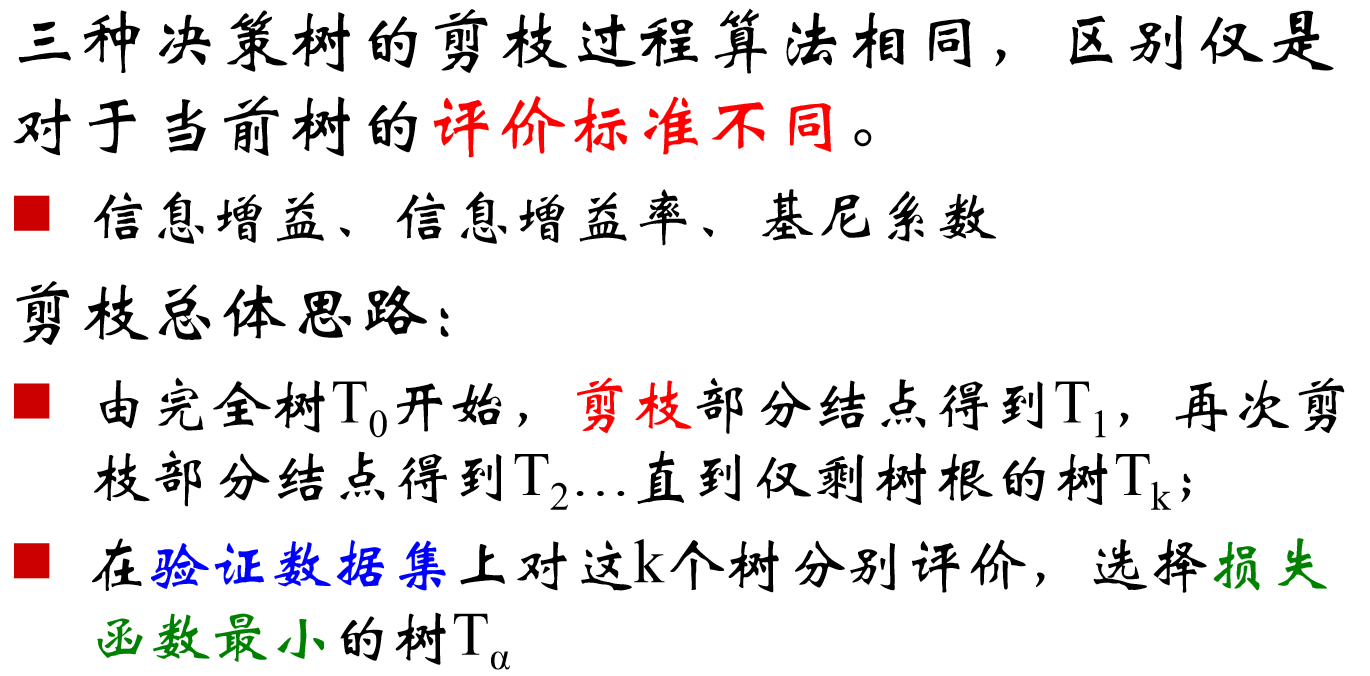 三种决策树的剪枝过程算法相同，区别仅是
对于当前树的评价标准不同。
■ 信息增益、信息增益率、基尼系数
剪枝总体思路：
■ 由完全树T₀开始，剪枝部分结点得到T₁，再次剪
枝部分结点得到T₂…直到仅剩树根的树Tₖ；
■ 在验证数据集上对这k个树分别评价，选择损失
函数最小的树Tα